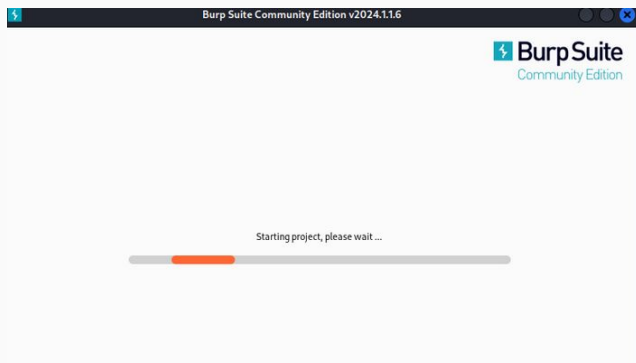 Burp Suite Community Edition v2024.1.1.6
Burp Suite
Community Edition
Starting project, please wait ...